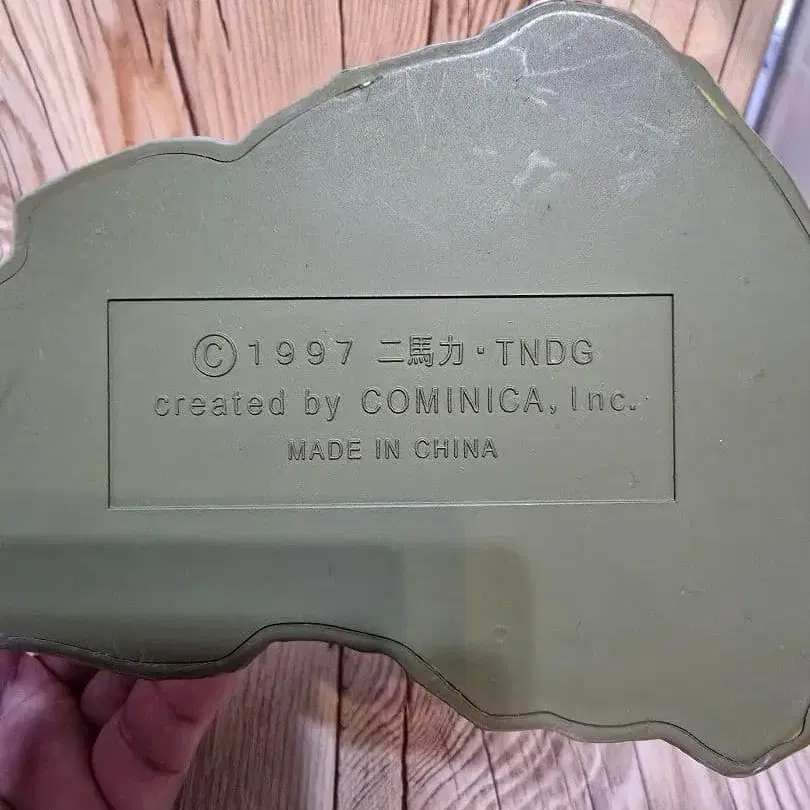 © 1997 二馬力・TNDG
created by COMINICA, Inc.
MADE IN CHINA